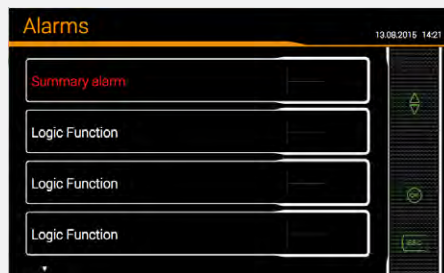 Alarms
13.08.2015 14:21
Summary alarm
Logic Function
Logic Function
OK
Logic Function
ESC